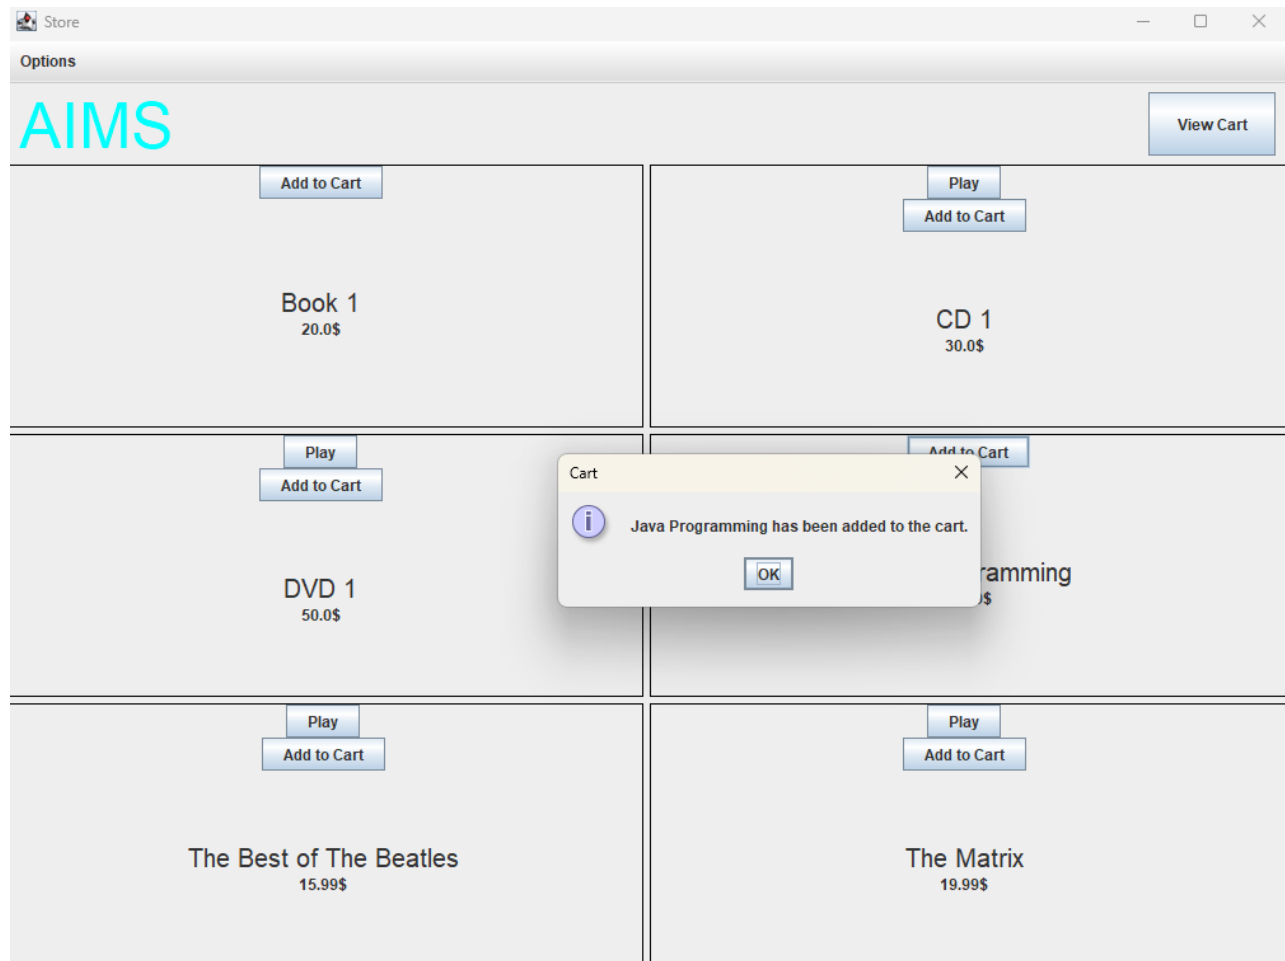 Store
Options
AIMS
View Cart
Add to Cart
Book 1
20.0$
Play
Add to Cart
CD 1
30.0$
Play
Add to Cart
DVD 1
50.0$
Add to Cart
Cart
Java Programming has been added to the cart.
OK
Play
Add to Cart
The Best of The Beatles
15.99$
Play
Add to Cart
The Matrix
19.99$